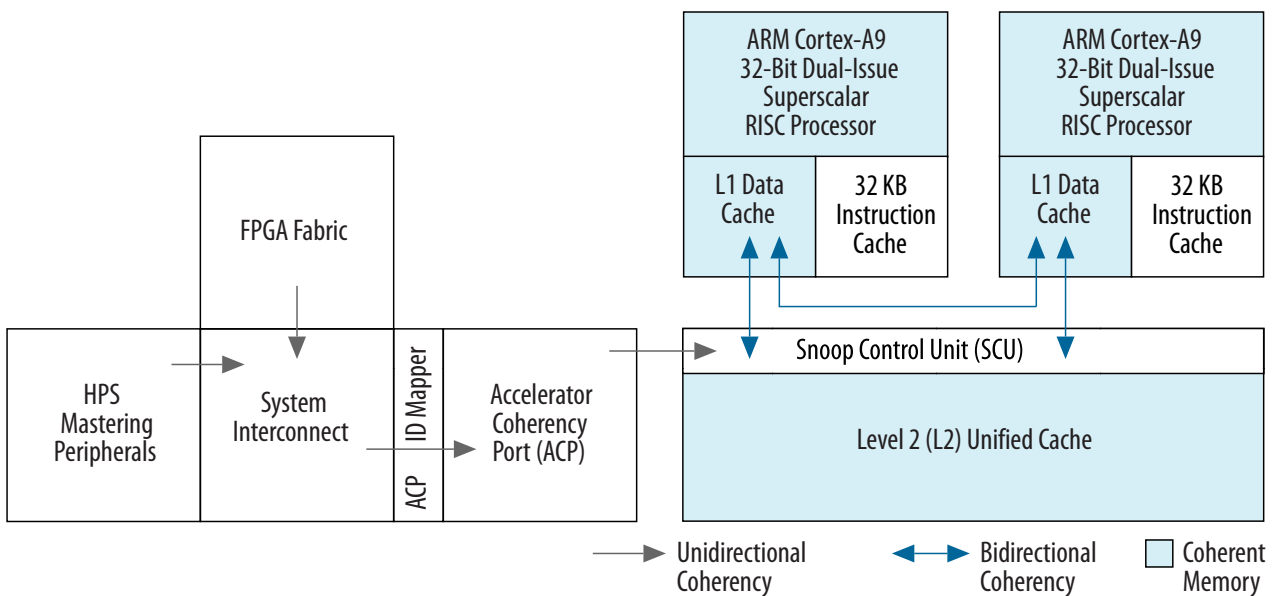 ARM Cortex-A9
32-Bit Dual-Issue
Superscalar
RISC Processor
L1 Data
Cache
32 KB
Instruction
Cache
ARM Cortex-A9
32-Bit Dual-Issue
Superscalar
RISC Processor
L1 Data
Cache
32 KB
Instruction
Cache
FPGA Fabric
HPS
Mastering
Peripherals
System
Interconnect
ACP ID Mapper
Accelerator
Coherency
Port (ACP)
Snoop Control Unit (SCU)
Level 2 (L2) Unified Cache
Unidirectional
Coherency
Bidirectional
Coherency
Coherent
Memory